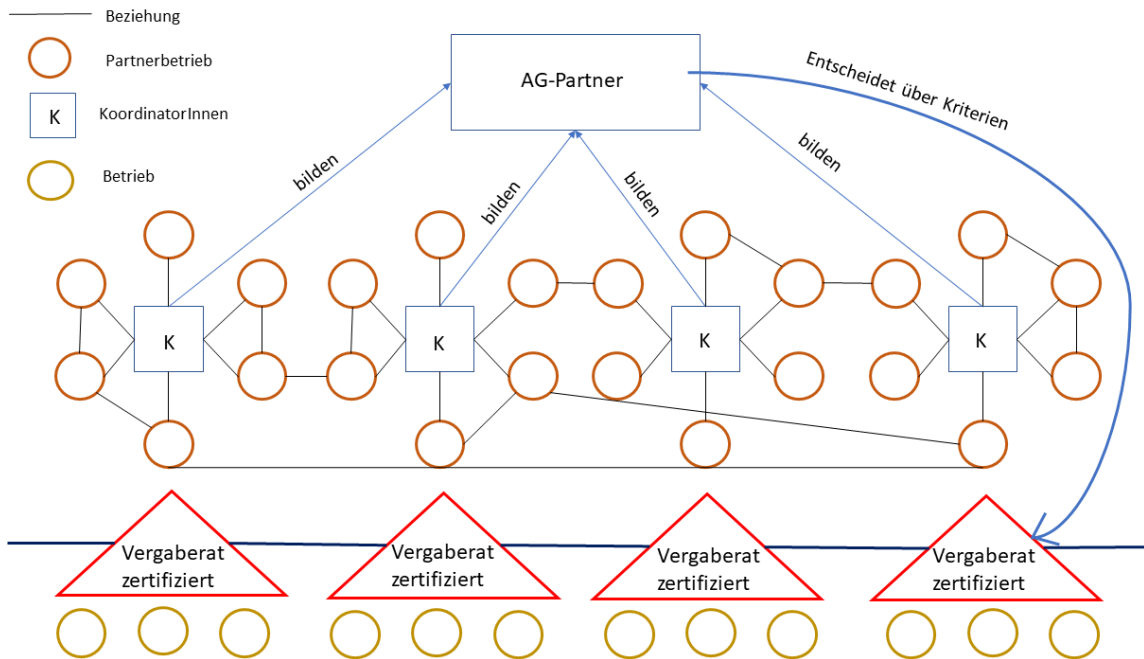 Beziehung
Partnerbetrieb
K
KoordinatorInnen
Betrieb
AG-Partner
Entscheidet über Kriterien
bilden
bilden
bilden
bilden
K
K
K
K
Vergaberat
zertifiziert
Vergaberat
zertifiziert
Vergaberat
zertifiziert
Vergaberat
zertifiziert